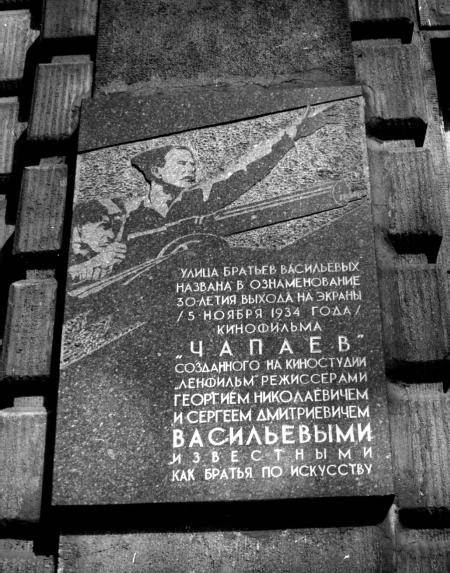 УЛИЦА БРАТЬЕВ ВАСИЛЬЕВЫХ
НАЗВАНА В ОЗНАМЕНОВАНИЕ
30-ЛЕТИЯ ВЫХОДА НА ЭКРАНЫ
/5 НОЯБРЯ 1934 ГОДА/
КИНОФИЛЬМА
"ЧАПАЕВ"
СОЗДАННОГО НА КИНОСТУДИИ
"ЛЕНФИЛЬМ" РЕЖИССЕРАМИ
ГЕОРГИЕМ НИКОЛАЕВИЧЕМ
И СЕРГЕЕМ ДМИТРИЕВИЧЕМ
ВАСИЛЬЕВЫМИ
ИЗВЕСТНЫМИ
КАК БРАТЬЯ ПО ИСКУССТВУ